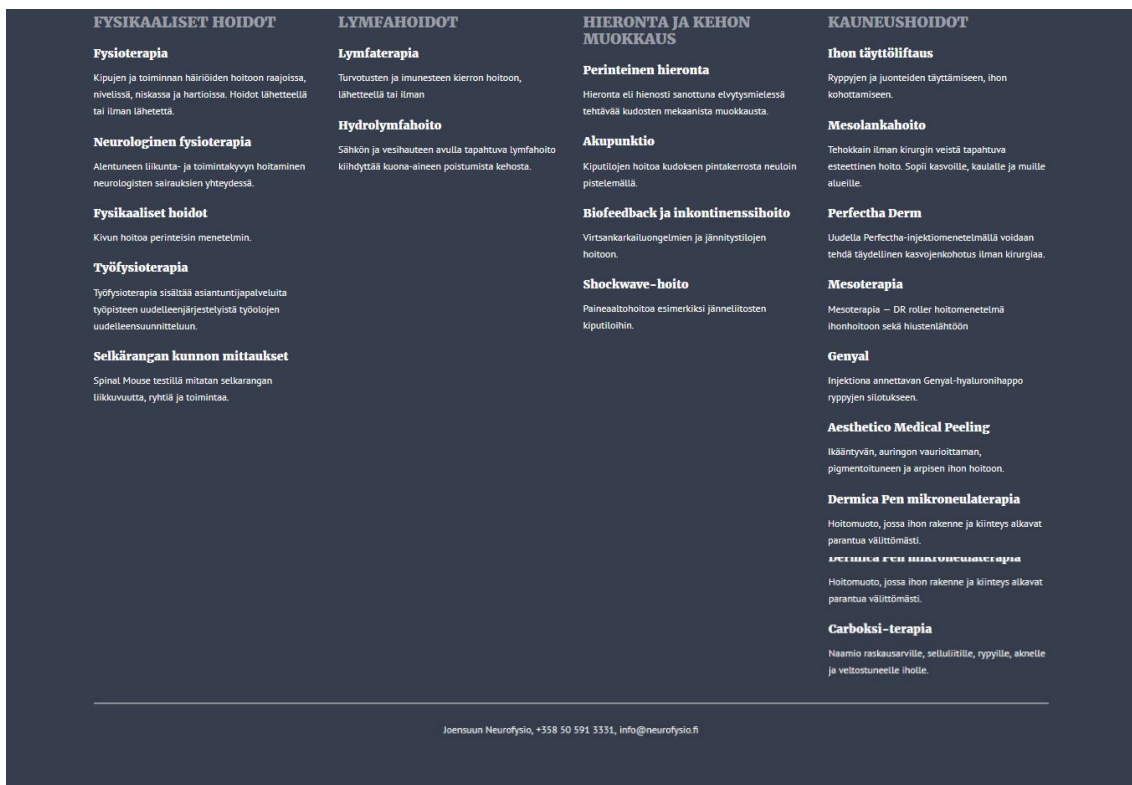 FYSIKAALISET HOIDOT
Fysioterapia
Kipujen ja toiminnan häiriöiden hoitoon raajoissa,
nivelissä, niskassa ja hartioissa. Hoidot lähetteellä
tai ilman lähetettä.
Neurologinen fysioterapia
Alentuneen liikunta- ja toimintakyvyn hoitaminen
neurologisten sairauksien yhteydessä.
Fysikaaliset hoidot
Kivun hoitoa perinteisin menetelmin.
Työfysioterapia
Työfysioterapia sisältää asiantuntijapalveluita
työpisteen uudelleenjärjestelyistä työolojen
uudelleensuunnitteluun.
Selkärangan kunnon mittaukset
Spinal Mouse testillä mitatan selkarangan
liikkuvuutta, ryhtiä ja toimintaa.
LYMFAHOIDOT
Lymfaterapia
Turvotusten ja imunesteen kierron hoitoon,
lähetteellä tai ilman
Hydrolymfahoito
Sähkön ja vesihauteen avulla tapahtuva lymfahoito
kiihdyttää kuona-aineen poistumista kehosta.
HIERONTA JA KEHON
MUOKKAUS
Perinteinen hieronta
Hieronta eli hienosti sanottuna elvytysmielessä
tehtävää kudosten mekaanista muokkausta.
Akupunktio
Kiputilojen hoitoa kudoksen pintakerrosta neuloin
pistelemällä.
Biofeedback ja inkontinenssihoito
Virtsankarkailuongelmien ja jännitystilojen
hoitoon.
Shockwave-hoito
Paineaaltohoitoa esimerkiksi jänneliitosten
kiputiloihin.
KAUNEUSHOIDOT
Ihon täyttöliftaus
Ryppyjen ja juonteiden täyttämiseen, ihon
kohottamiseen.
Mesolankahoito
Tehokkain ilman kirurgin veistä tapahtuva
esteettinen hoito. Sopii kasvoille, kaulalle ja muille
alueille.
Perfectha Derm
Uudella Perfectha-injektiomenetelmällä voidaan
tehdä täydellinen kasvojenkohotus ilman kirurgiaa.
Mesoterapia
Mesoterapia – DR roller hoitomenetelmä
ihonhoitoon sekä hiustenlähtöön
Genyal
Injektiona annettavan Genyal-hyaluronihappo
ryppyjen silotukseen.
Aesthetico Medical Peeling
Ikääntyvän, auringon vaurioittaman,
pigmentoituneen ja arpisen ihon hoitoon.
Dermica Pen mikroneulaterapia
Hoitomuoto, jossa ihon rakenne ja kiinteys alkavat
parantua välittömästi.
Dermica Pen mikroneulaterapia
Hoitomuoto, jossa ihon rakenne ja kiinteys alkavat
parantua välittömästi.
Carboksi-terapia
Naamio raskausarville, selluliitille, rypyille, aknelle
ja veltostuneelle iholle.
Joensuun Neurofysio, +358 50 591 3331, info@neurofysio.fi